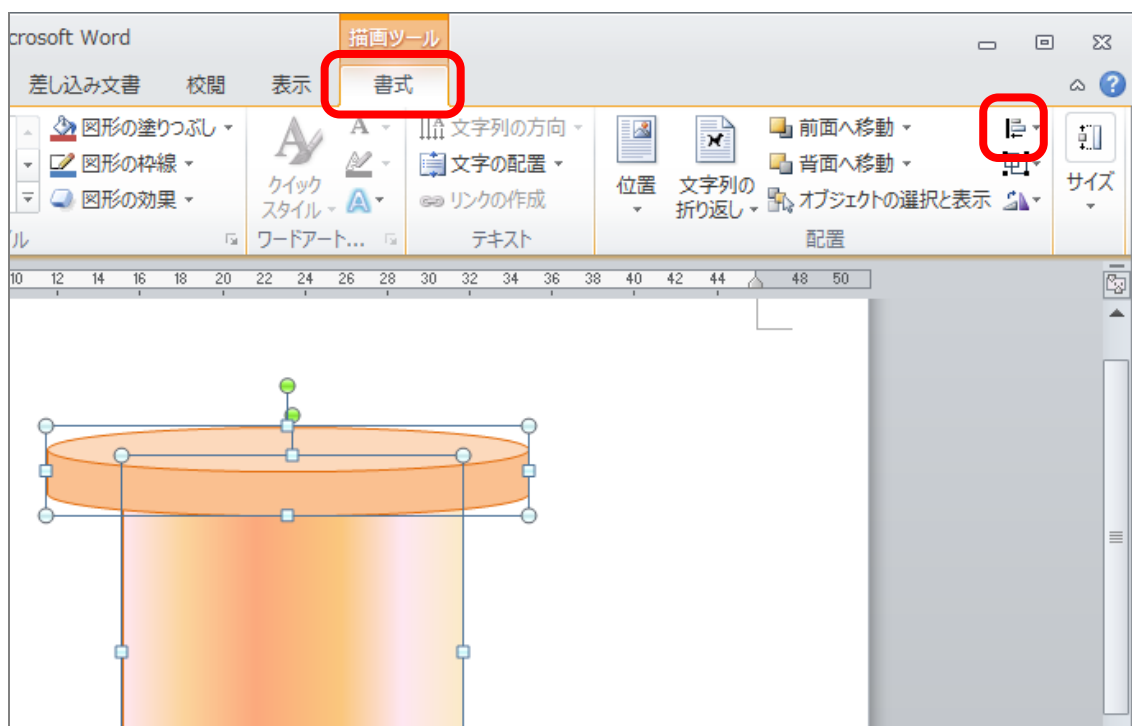 crosoft Word
描画ツール
差し込み文書 校閲 表示 書式
図形の塗りつぶし
図形の枠線
図形の効果
ル
クイック
スタイル
ワードアート...
文字列の方向
文字の配置
リンクの作成
テキスト
位置
文字列の
折り返し
前面へ移動
背面へ移動
オブジェクトの選択と表示
配置
サイズ
10 12 14 16 18 20 22 24 26 28 30 32 34 36 38 40 42 44 48 50